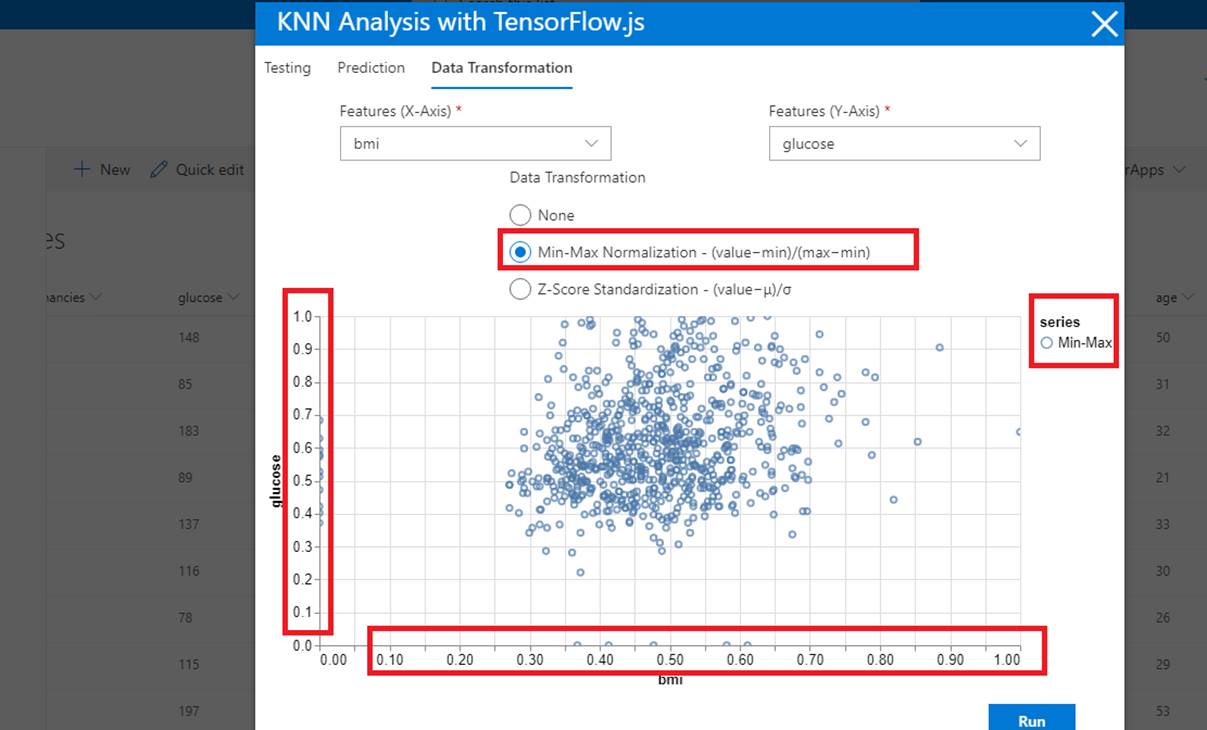 KNN Analysis with TensorFlow.js
Testing Prediction Data Transformation
Features (X-Axis) * Features (Y-Axis) *
bmi glucose
New Quick edit rApps
Data Transformation
None
es
Min-Max Normalization - (value−min)/(max−min)
Z-Score Standardization - (value−μ)/σ
nancies glucose age
series
Min-Max
148 50
85 31
183 32
89 21
137 33
116 30
78 26
115 29
197 53
1.0
0.9
0.8
0.7
0.6
0.5
0.4
0.3
0.2
0.1
0.0
glucose
0.00 0.10 0.20 0.30 0.40 0.50 0.60 0.70 0.80 0.90 1.00
bmi
Run